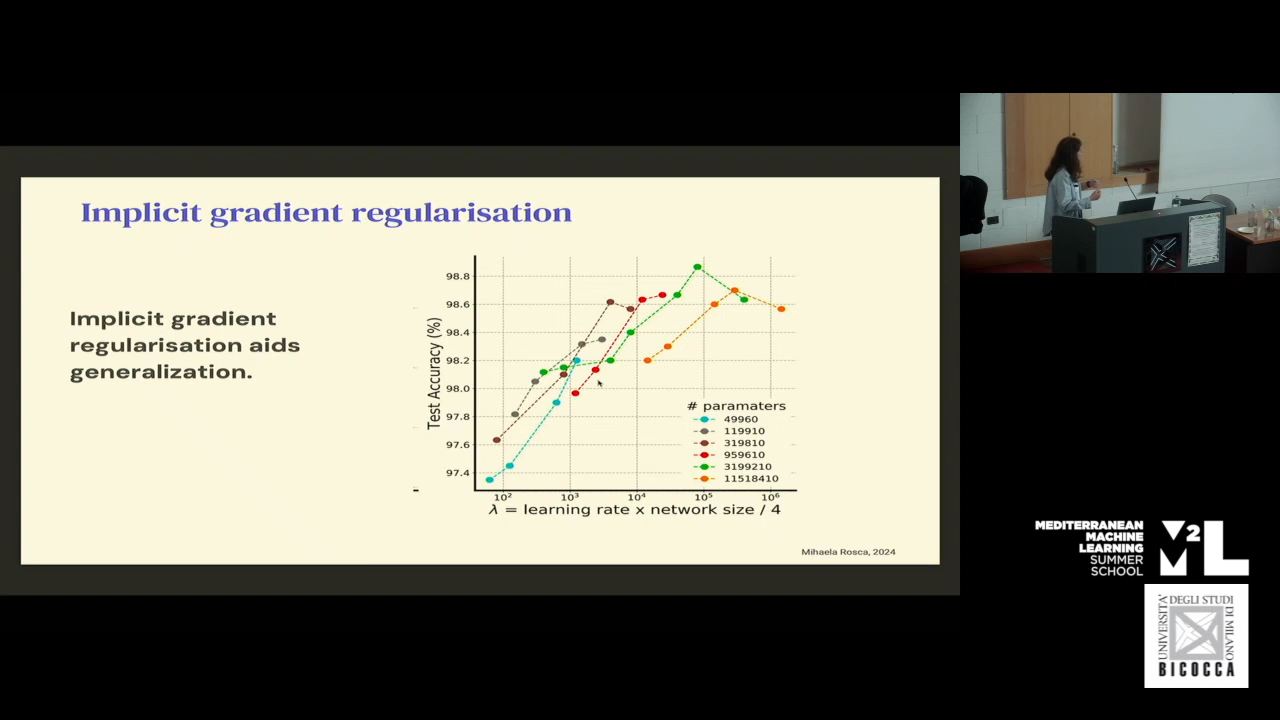 Implicit gradient regularisation
Implicit gradient
regularisation aids
generalization.
Test Accuracy (%)
98.8
98.6
98.4
98.2
98.0
97.8
97.6
97.4
10²
10³
10⁴
10⁵
10⁶
λ = learning rate x network size / 4
# paramaters
49960
119910
319810
959610
3199210
11518410
Mihaela Rosca, 2024
MEDITERRANEAN
MACHINE
LEARNING
SUMMER
SCHOOL
M2L
UNIVERSITA'
DEGLI STUDI
DI MILANO
BICOCCA